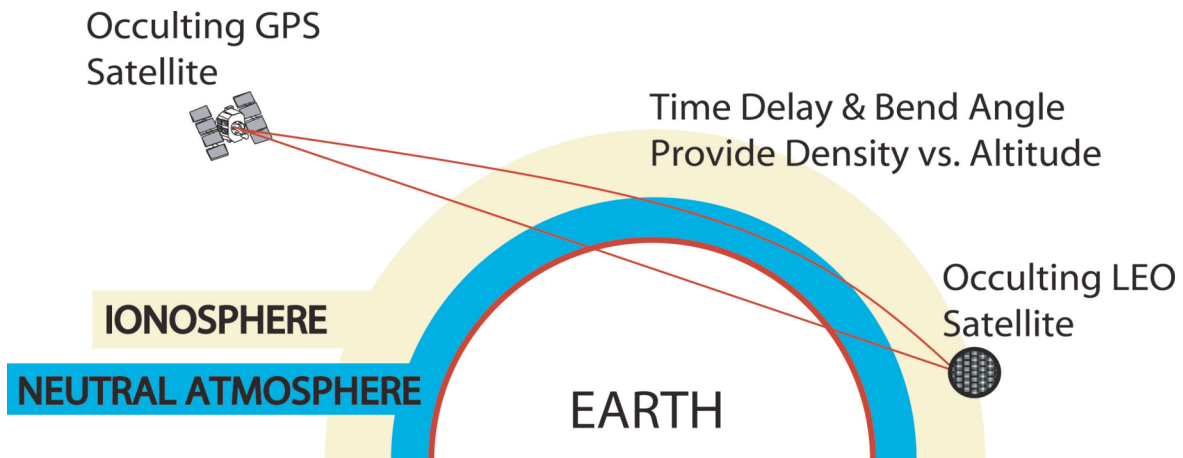 Occulting GPS
Satellite
Time Delay & Bend Angle
Provide Density vs. Altitude
Occulting LEO
Satellite
IONOSPHERE
NEUTRAL ATMOSPHERE
EARTH